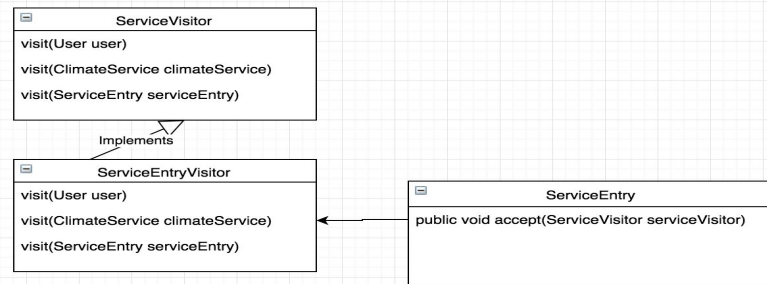 ServiceVisitor
visit(User user)
visit(ClimateService climateService)
visit(ServiceEntry serviceEntry)
Implements
ServiceEntryVisitor
visit(User user)
visit(ClimateService climateService)
visit(ServiceEntry serviceEntry)
ServiceEntry
public void accept(ServiceVisitor serviceVisitor)